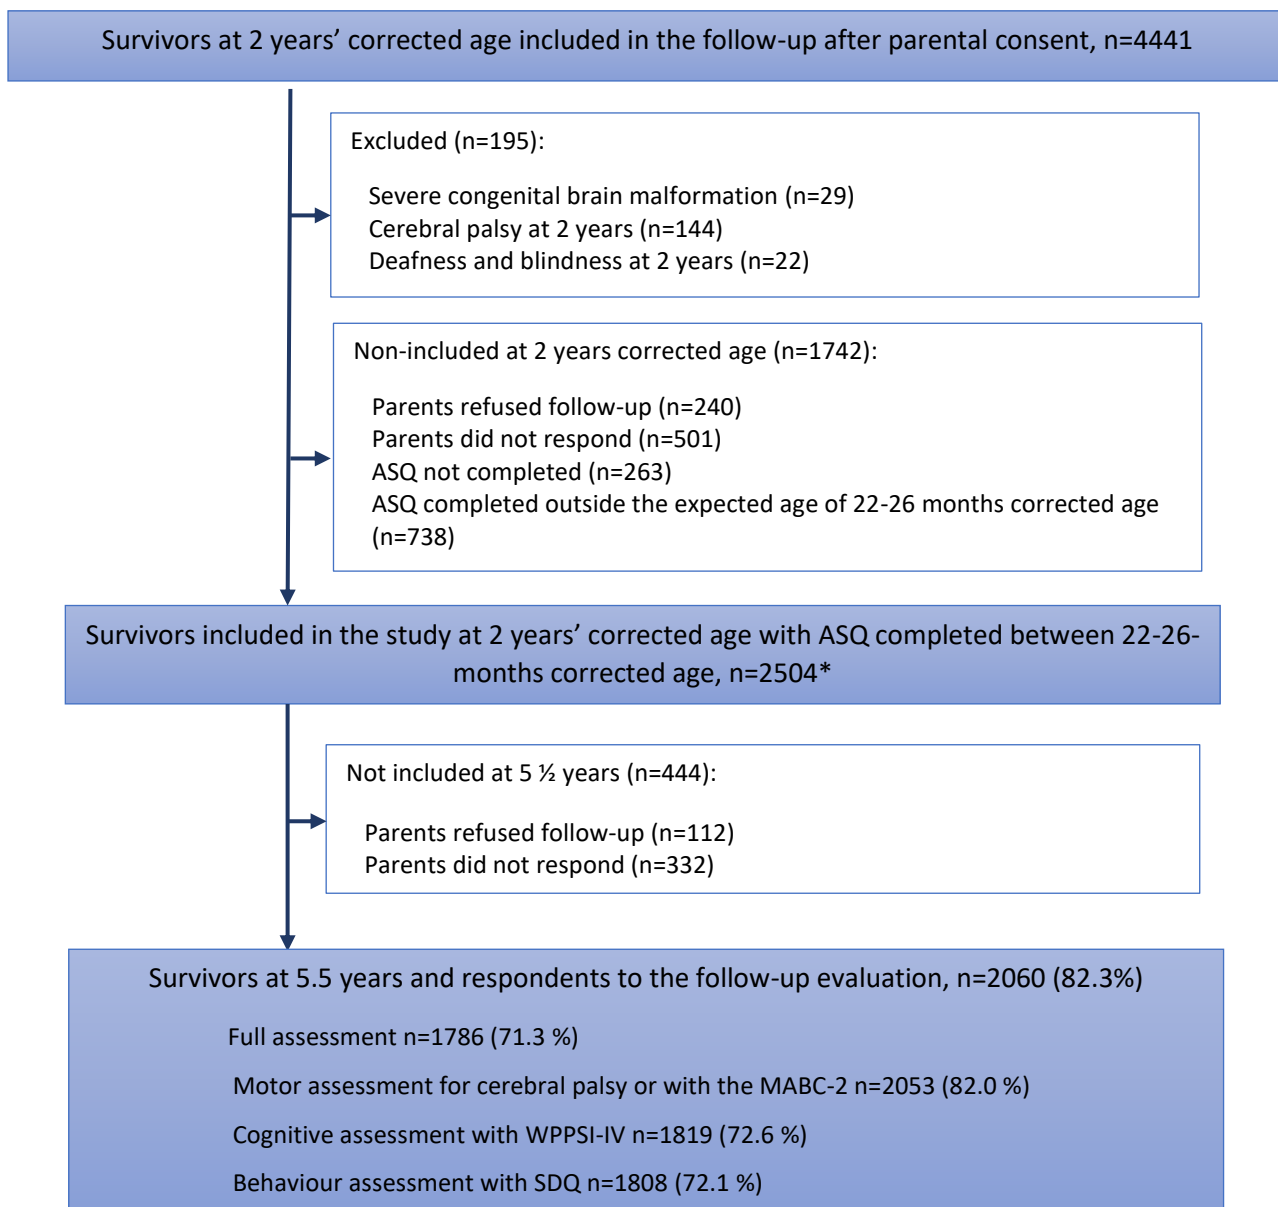 Survivors at 2 years’ corrected age included in the follow-up after parental consent, n=4441
Excluded (n=195):
Severe congenital brain malformation (n=29)
Cerebral palsy at 2 years (n=144)
Deafness and blindness at 2 years (n=22)
Non-included at 2 years corrected age (n=1742):
Parents refused follow-up (n=240)
Parents did not respond (n=501)
ASQ not completed (n=263)
ASQ completed outside the expected age of 22-26 months corrected age
(n=738)
Survivors included in the study at 2 years’ corrected age with ASQ completed between 22-26-
months corrected age, n=2504*
Not included at 5 ½ years (n=444):
Parents refused follow-up (n=112)
Parents did not respond (n=332)
Survivors at 5.5 years and respondents to the follow-up evaluation, n=2060 (82.3%)
Full assessment n=1786 (71.3 %)
Motor assessment for cerebral palsy or with the MABC-2 n=2053 (82.0 %)
Cognitive assessment with WPPSI-IV n=1819 (72.6 %)
Behaviour assessment with SDQ n=1808 (72.1 %)